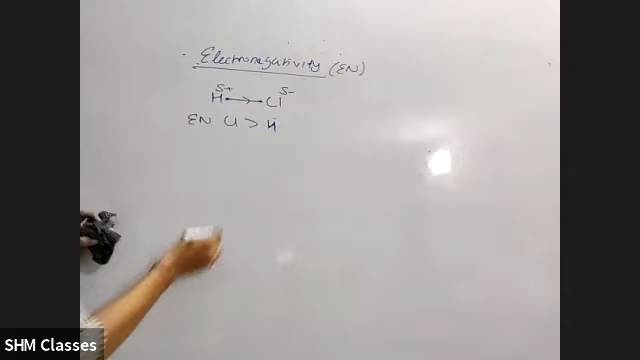 Electronegativity (EN)
δ+ δ-
H → Cl
EN Cl > H
SHM Classes